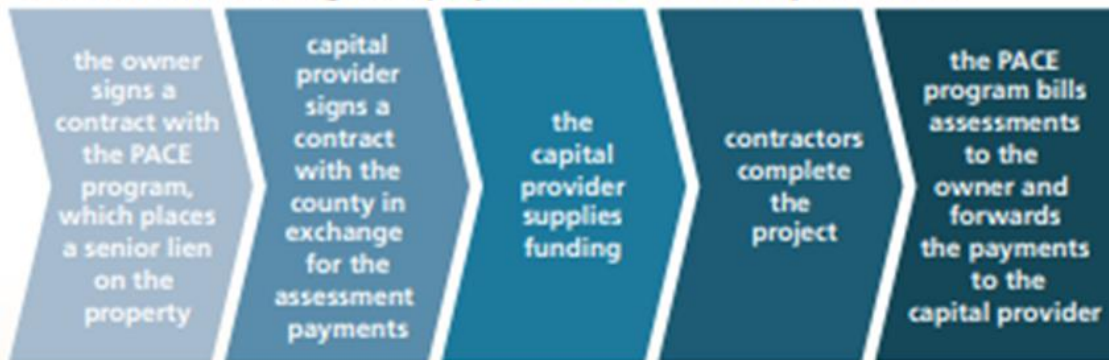 the owner
signs a
contract with
the PACE
program,
which places
a senior lien
on the
property
capital
provider
signs a
contract
with the
county in
exchange
for the
assessment
payments
the
capital
provider
supplies
funding
contractors
complete
the
project
the PACE
program bills
assessments
to the
owner and
forwards
the payments
to the
capital provider